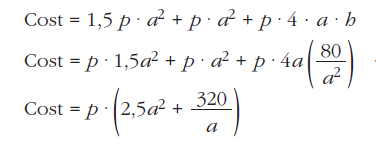 Cost = 1,5 p · a² + p · a² + p · 4 · a · b
Cost = p · 1,5a² + p · a² + p · 4a(80/a²)
Cost = p · (2,5a² + 320/a)